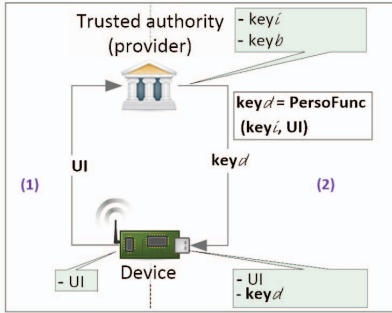 Trusted authority
(provider)
- keyi
- keyb
keyd = PersoFunc
(keyi, UI)
UI
keyd
(1)
(2)
- UI
Device
- UI
- keyd